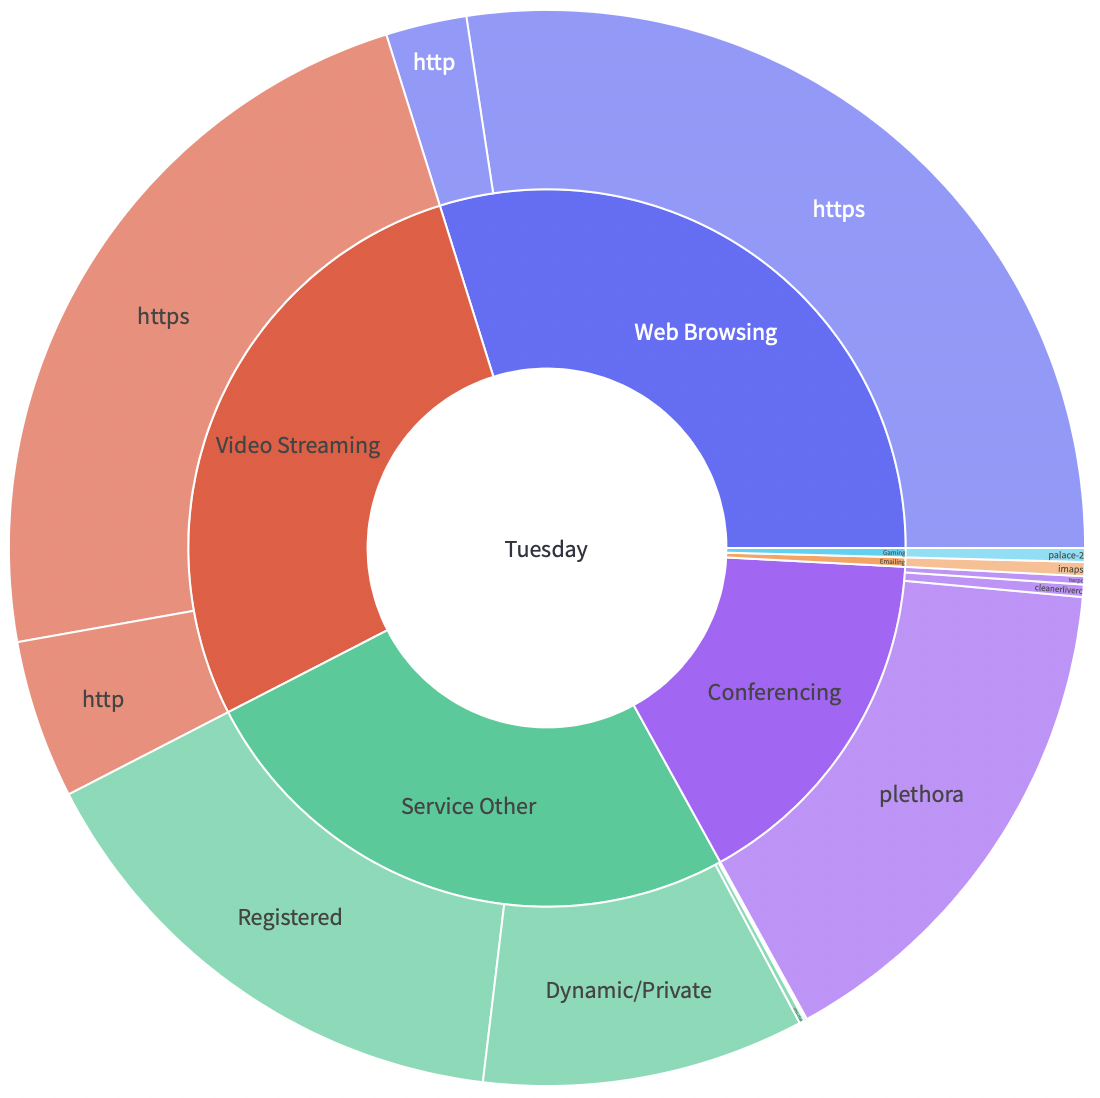 http
https
https
Web Browsing
Video Streaming
Tuesday
Gaming
palace-2
Emailing
imaps
cleanerliverc
http
Conferencing
plethora
Service Other
Registered
Dynamic/Private